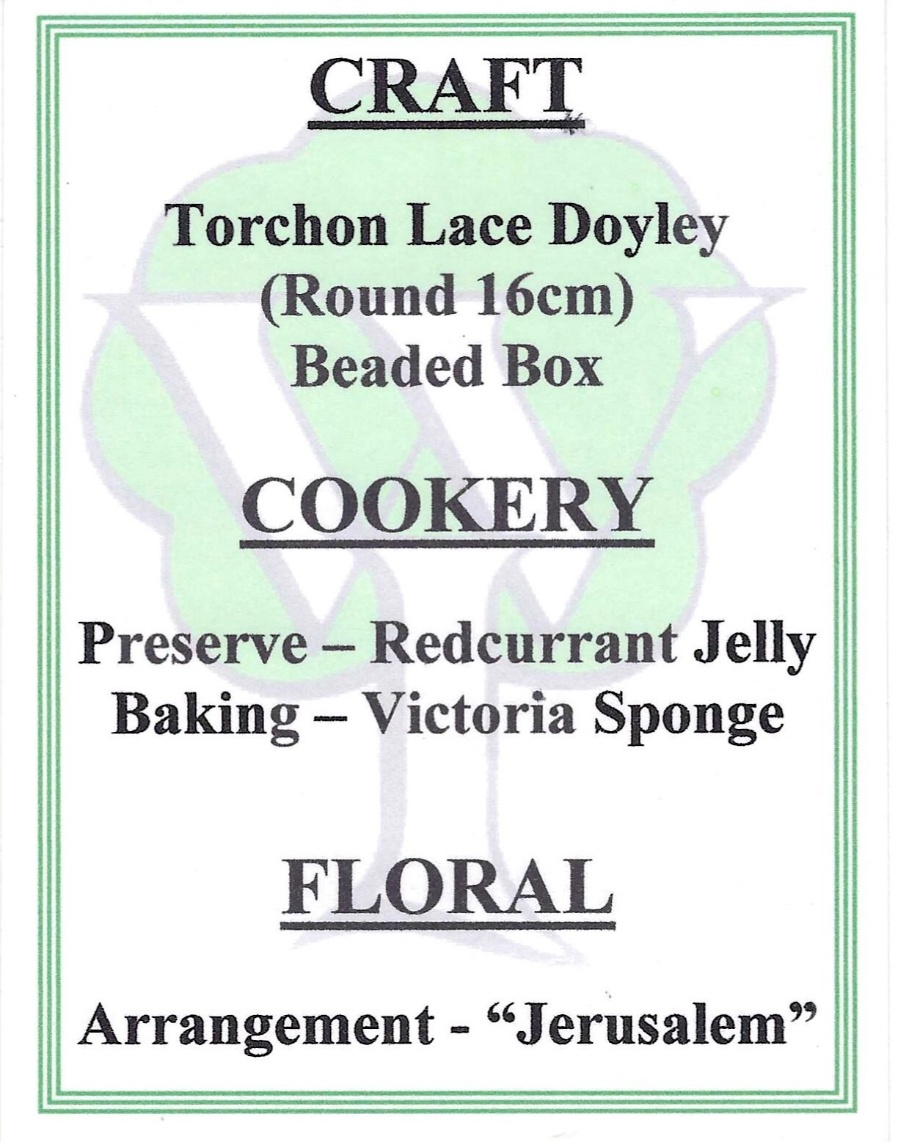 CRAFT
Torchon Lace Doyley
(Round 16cm)
Beaded Box
COOKERY
Preserve – Redcurrant Jelly
Baking – Victoria Sponge
FLORAL
Arrangement - “Jerusalem”